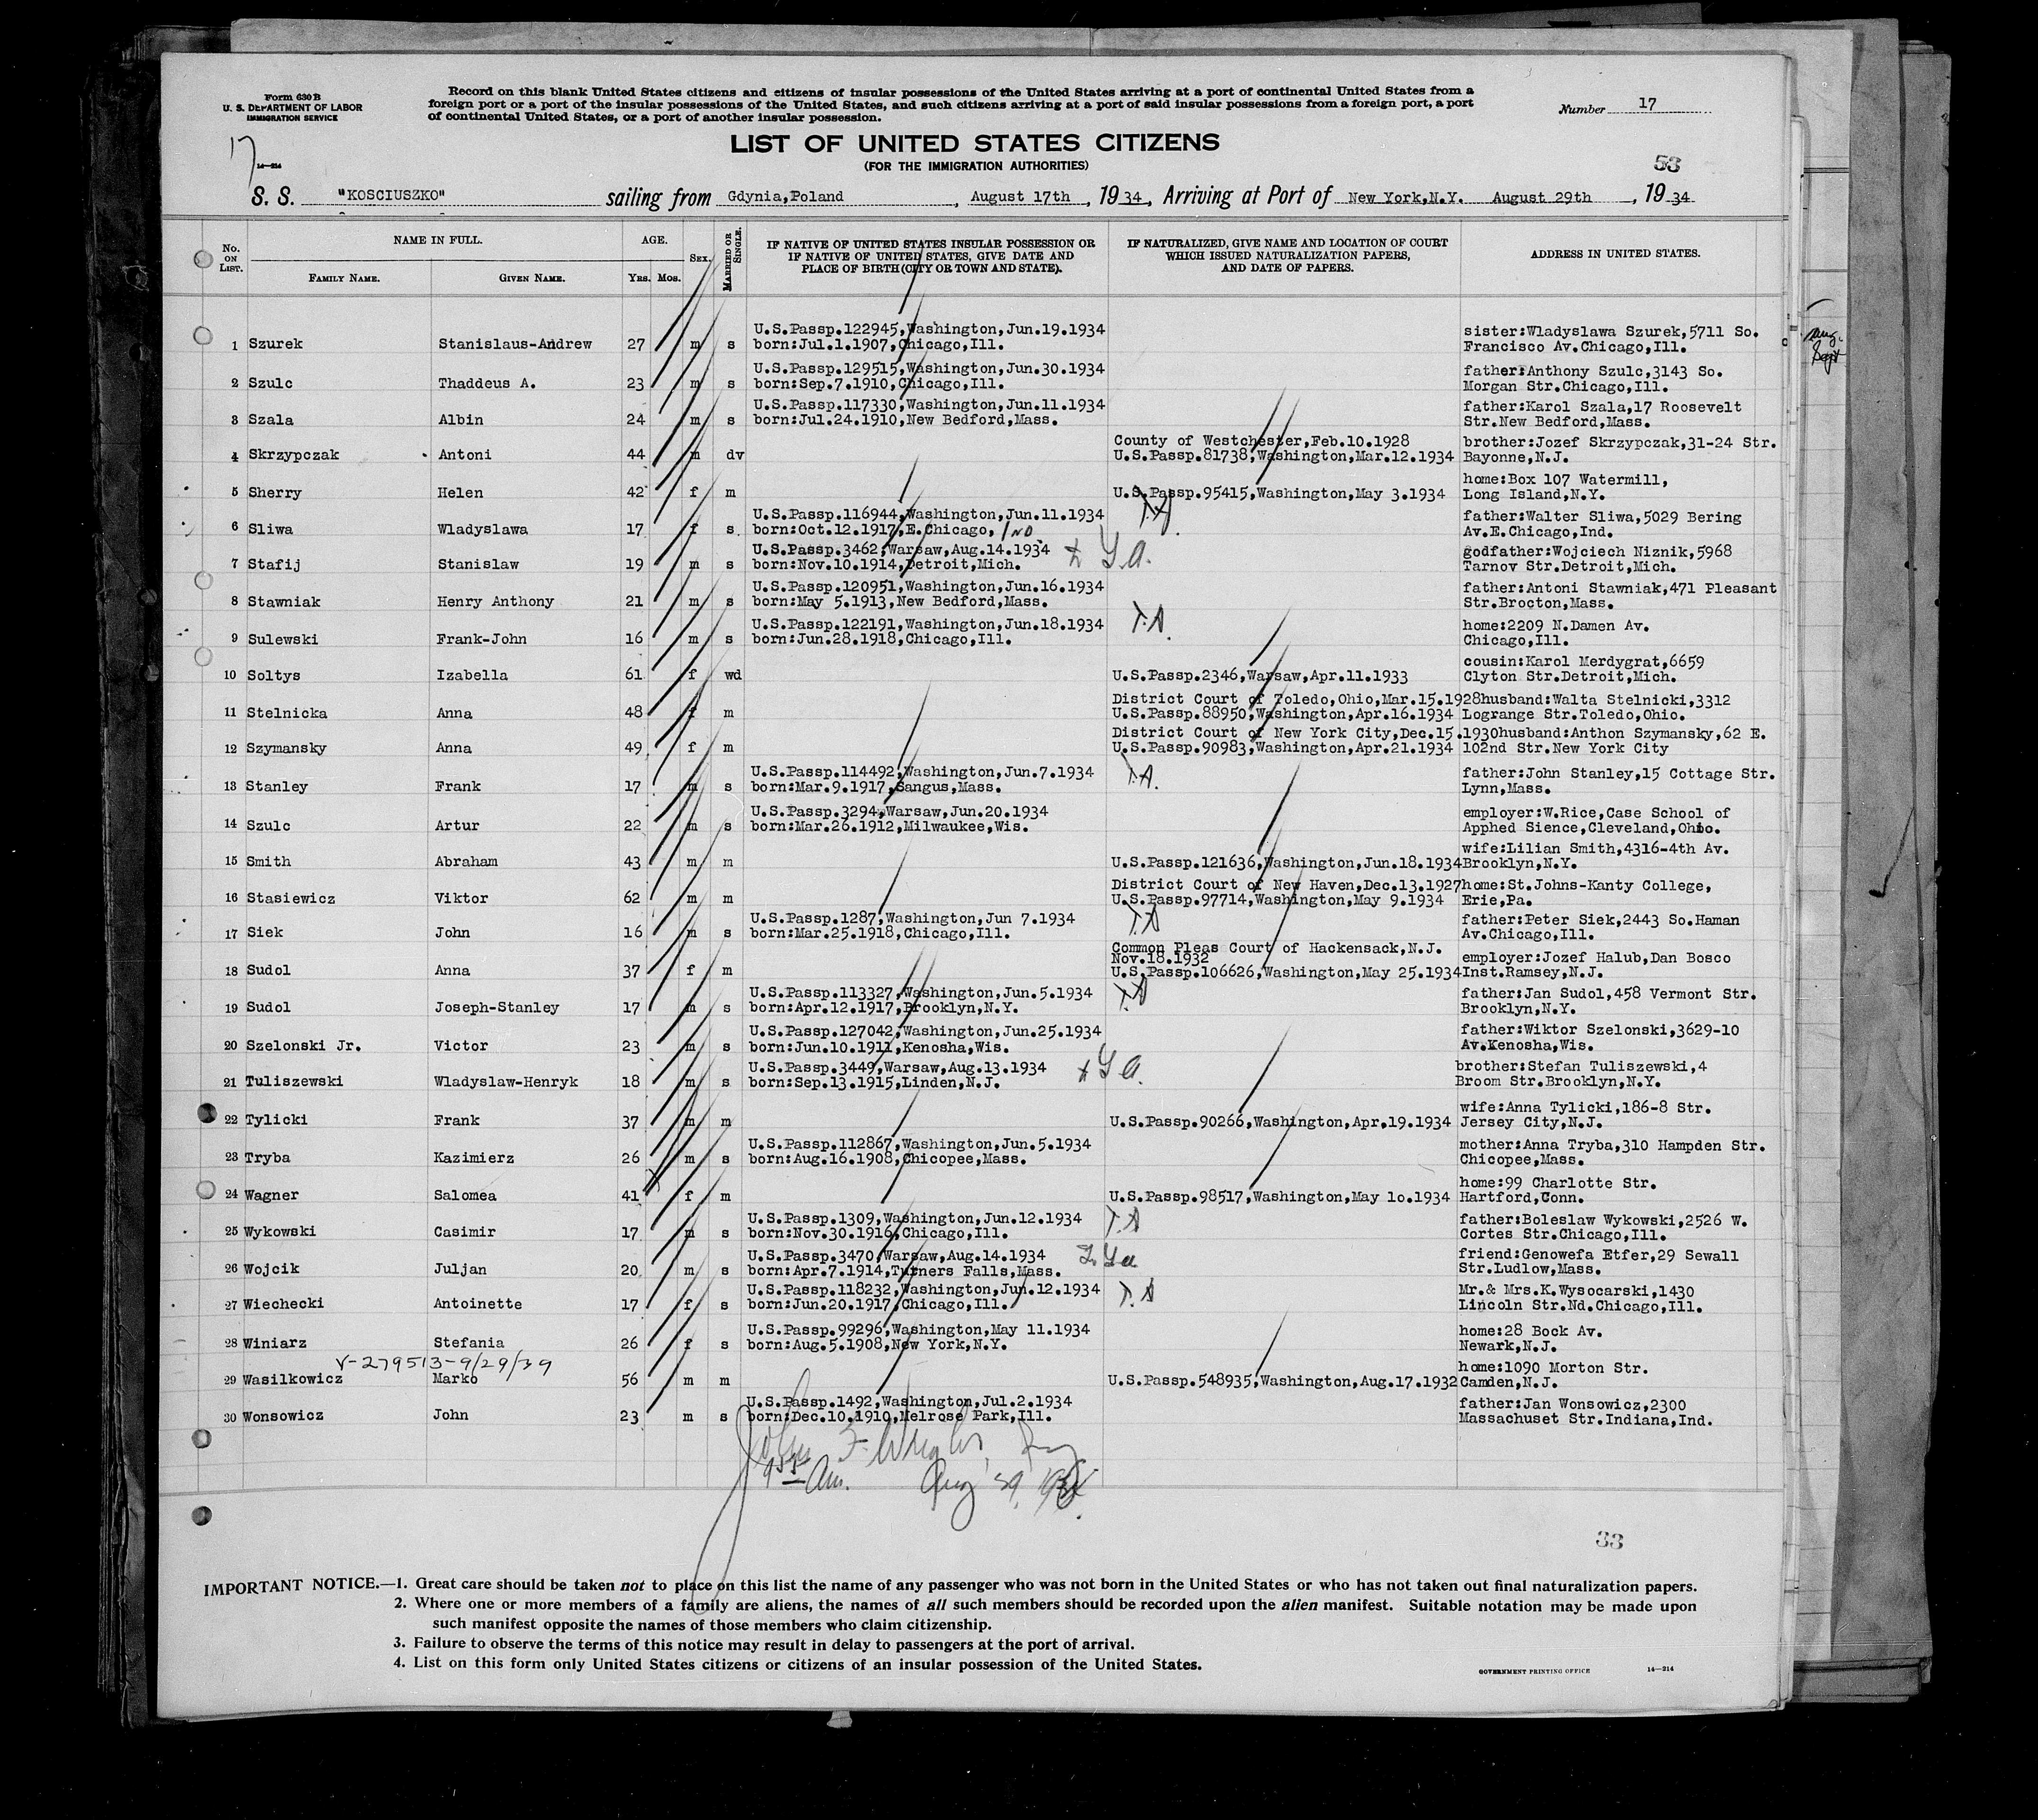 Form 630 B
U. S. DEPARTMENT OF LABOR
IMMIGRATION SERVICE
Record on this blank United States citizens and citizens of insular possessions of the United States arriving at a port of continental United States from a
foreign port or a port of the insular possessions of the United States, and such citizens arriving at a port of said insular possessions from a foreign port, a port
of continental United States, or a port of another insular possession.
Number 17
17
14—214
LIST OF UNITED STATES CITIZENS
(FOR THE IMMIGRATION AUTHORITIES)
53
S. S. "KOSCIUSZKO" sailing from Gdynia,Poland , August 17th , 19 34, Arriving at Port of New York,N.Y. August 29th , 19 34
No. ON LIST. NAME IN FULL. FAMILY NAME. GIVEN NAME. AGE. YRS. MOS. SEX. MARRIED OR SINGLE. IF NATIVE OF UNITED STATES INSULAR POSSESSION OR IF NATIVE OF UNITED STATES, GIVE DATE AND PLACE OF BIRTH (CITY OR TOWN AND STATE). IF NATURALIZED, GIVE NAME AND LOCATION OF COURT WHICH ISSUED NATURALIZATION PAPERS, AND DATE OF PAPERS. ADDRESS IN UNITED STATES.
U.S.Passp.122945,Washington,Jun.19.1934 sister:Wladyslawa Szurek,5711 So.
1 Szurek Stanislaus-Andrew 27 m s born:Jul.1.1907,Chicago,Ill. Francisco Av.Chicago,Ill.
U.S.Passp.129515,Washington,Jun.30.1934 father:Anthony Szulc,3143 So.
2 Szulc Thaddeus A. 23 m s born:Sep.7.1910,Chicago,Ill. Morgan Str.Chicago,Ill.
U.S.Passp.117330,Washington,Jun.11.1934 father:Karol Szala,17 Roosevelt
3 Szala Albin 24 m s born:Jul.24.1910,New Bedford,Mass. Str.New Bedford,Mass.
County of Westchester,Feb.10.1928 brother:Jozef Skrzypczak,31-24 Str.
4 Skrzypczak Antoni 44 m dv U.S.Passp.81738,Washington,Mar.12.1934 Bayonne,N.J.
home:Box 107 Watermill,
5 Sherry Helen 42 f m U.S.Passp.95415,Washington,May 3.1934 Long Island,N.Y.
U.S.Passp.116944,Washington,Jun.11.1934 T.A. father:Walter Sliwa,5029 Bering
6 Sliwa Wladyslawa 17 f s born:Oct.12.1917,E.Chicago, IND. Av.E.Chicago,Ind.
U.S.Passp.3462,Warsaw,Aug.14.1934 godfather:Wojciech Niznik,5968
7 Stafij Stanislaw 19 m s born:Nov.10.1914,Detroit,Mich. Tarnov Str.Detroit,Mich.
U.S.Passp.120951,Washington,Jun.16.1934 father:Antoni Stawniak,471 Pleasant
8 Stawniak Henry Anthony 21 m s born:May 5.1913,New Bedford,Mass. Str.Brocton,Mass.
U.S.Passp.122191,Washington,Jun.18.1934 T.A. home:2209 N.Damen Av.
9 Sulewski Frank-John 16 m s born:Jun.28.1918,Chicago,Ill. Chicago,Ill.
cousin:Karol Merdygrat,6659
10 Soltys Izabella 61 f wd U.S.Passp.2346,Warsaw,Apr.11.1933 Clyton Str.Detroit,Mich.
District Court of Toledo,Ohio,Mar.15.1928 husband:Walta Stelnicki,3312
11 Stelnicka Anna 48 f m U.S.Passp.88950,Washington,Apr.16.1934 Logrange Str.Toledo,Ohio.
District Court of New York City,Dec.15.1930 husband:Anthon Szymansky,62 E.
12 Szymansky Anna 49 f m U.S.Passp.90983,Washington,Apr.21.1934 102nd Str.New York City
U.S.Passp.114492,Washington,Jun.7.1934 T.A. father:John Stanley,15 Cottage Str.
13 Stanley Frank 17 m s born:Mar.9.1917,Sangus,Mass. Lynn,Mass.
U.S.Passp.3294,Warsaw,Jun.20.1934 employer:W.Rice,Case School of
14 Szulc Artur 22 m s born:Mar.26.1912,Milwaukee,Wis. Apphed Sience,Cleveland,Ohio.
wife:Lilian Smith,4316-4th Av.
15 Smith Abraham 43 m m U.S.Passp.121636,Washington,Jun.18.1934 Brooklyn,N.Y.
District Court of New Haven,Dec.13.1927 home:St.Johns-Kanty College,
16 Stasiewicz Viktor 62 m m U.S.Passp.97714,Washington,May 9.1934 Erie,Pa.
U.S.Passp.1287,Washington,Jun 7.1934 T.A father:Peter Siek,2443 So.Haman
17 Siek John 16 m s born:Mar.25.1918,Chicago,Ill. Av.Chicago,Ill.
Common Pleas Court of Hackensack,N.J.
Nov.18.1932 employer:Jozef Halub,Dan Bosco
18 Sudol Anna 37 f m U.S.Passp.106626,Washington,May 25.1934 Inst.Ramsey,N.J.
U.S.Passp.113327,Washington,Jun.5.1934 T.A father:Jan Sudol,458 Vermont Str.
19 Sudol Joseph-Stanley 17 m s born:Apr.12.1917,Brooklyn,N.Y. Brooklyn,N.Y.
U.S.Passp.127042,Washington,Jun.25.1934 father:Wiktor Szelonski,3629-10
20 Szelonski Jr. Victor 23 m s born:Jun.10.1911,Kenosha,Wis. Av.Kenosha,Wis.
U.S.Passp.3449,Warsaw,Aug.13.1934 brother:Stefan Tuliszewski,4
21 Tuliszewski Wladyslaw-Henryk 18 m s born:Sep.13.1915,Linden,N.J. Broom Str.Brooklyn,N.Y.
wife:Anna Tylicki,186-8 Str.
22 Tylicki Frank 37 m m U.S.Passp.90266,Washington,Apr.19.1934 Jersey City,N.J.
U.S.Passp.112867,Washington,Jun.5.1934 mother:Anna Tryba,310 Hampden Str.
23 Tryba Kazimierz 26 m s born:Aug.16.1908,Chicopee,Mass. Chicopee,Mass.
home:99 Charlotte Str.
24 Wagner Salomea 41 f m U.S.Passp.98517,Washington,May 1o.1934 Hartford,Conn.
U.S.Passp.1309,Washington,Jun.12.1934 T.A father:Boleslaw Wykowski,2526 W.
25 Wykowski Casimir 17 m s born:Nov.30.1916,Chicago,Ill. Cortes Str.Chicago,Ill.
U.S.Passp.3470,Warsaw,Aug.14.1934 friend:Genowefa Etfer,29 Sewall
26 Wojcik Juljan 20 m s born:Apr.7.1914,Turners Falls,Mass. Str.Ludlow,Mass.
U.S.Passp.118232,Washington,Jun.12.1934 T.A Mr.& Mrs.K.Wysocarski,1430
27 Wiechecki Antoinette 17 f s born:Jun.20.1917,Chicago,Ill. Lincoln Str.Nd.Chicago,Ill.
U.S.Passp.99296,Washington,May 11.1934 home:28 Bock Av.
28 Winiarz Stefania 26 f s born:Aug.5.1908,New York,N.Y. Newark,N.J.
V-279513-9/29/39 home:1090 Morton Str.
29 Wasilkowicz Marko 56 m m U.S.Passp.548935,Washington,Aug.17.1932 Camden,N.J.
U.S.Passp.1492,Washington,Jul.2.1934 father:Jan Wonsowicz,2300
30 Wonsowicz John 23 m s born:Dec.10.1910,Melrose Park,Ill. Massachuset Str.Indiana,Ind.
John F. Wright
Aug 29, 1934
33
IMPORTANT NOTICE.—1. Great care should be taken not to place on this list the name of any passenger who was not born in the United States or who has not taken out final naturalization papers.
2. Where one or more members of a family are aliens, the names of all such members should be recorded upon the alien manifest. Suitable notation may be made upon
such manifest opposite the names of those members who claim citizenship.
3. Failure to observe the terms of this notice may result in delay to passengers at the port of arrival.
4. List on this form only United States citizens or citizens of an insular possession of the United States.
GOVERNMENT PRINTING OFFICE 14—214